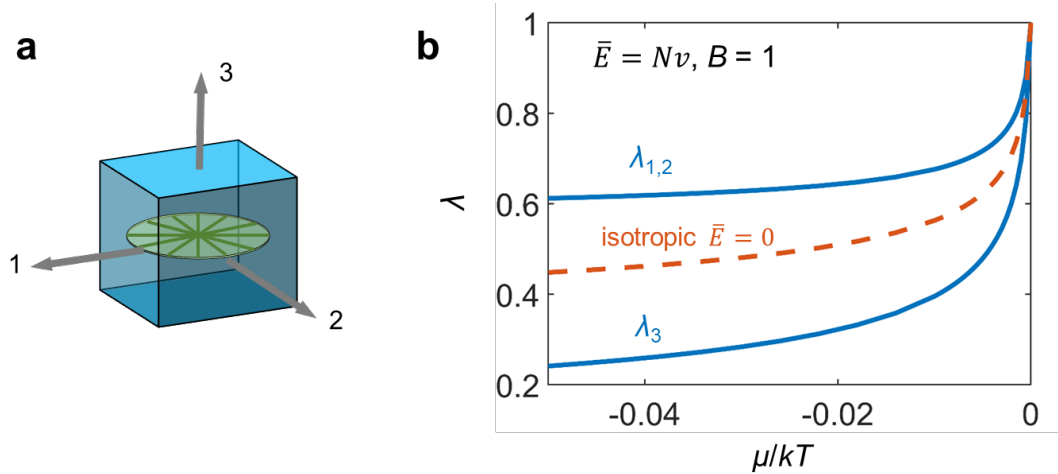 a
3
1
2
b
Ē = Nv, B = 1
λ1,2
isotropic Ē = 0
λ3
λ
1
0.8
0.6
0.4
0.2
-0.04
-0.02
0
μ/kT